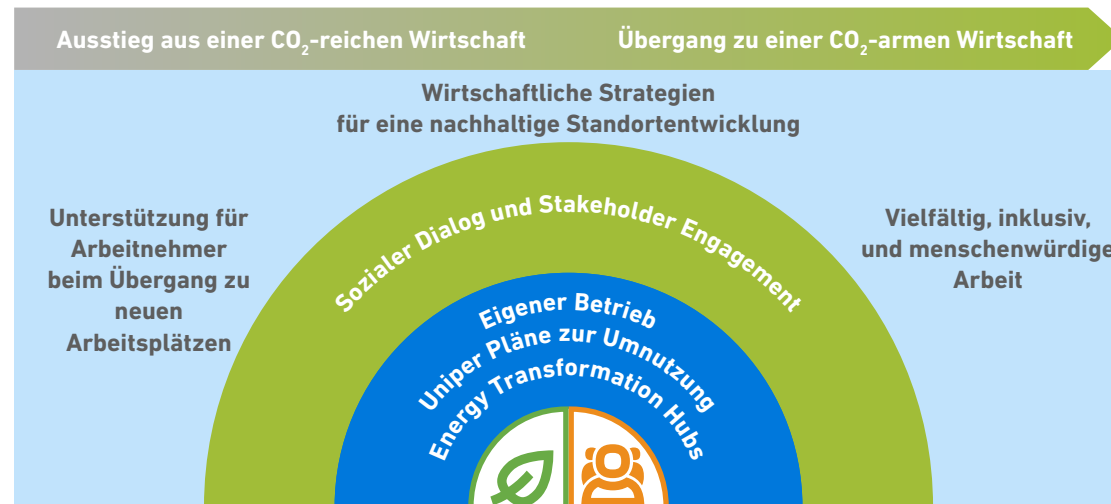 Ausstieg aus einer CO₂-reichen Wirtschaft
Übergang zu einer CO₂-armen Wirtschaft
Wirtschaftliche Strategien
für eine nachhaltige Standortentwicklung
Unterstützung für
Arbeitnehmer
beim Übergang zu
neuen
Arbeitsplätzen
Sozialer Dialog und Stakeholder Engagement
Vielfältig, inklusiv,
und menschenwürdige
Arbeit
Eigener Betrieb
Uniper Pläne zur Umnutzung
Energy Transformation Hubs